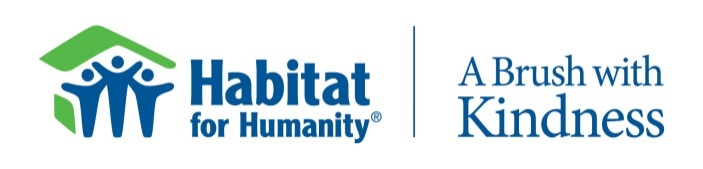 Habitat
for Humanity®
A Brush with
Kindness